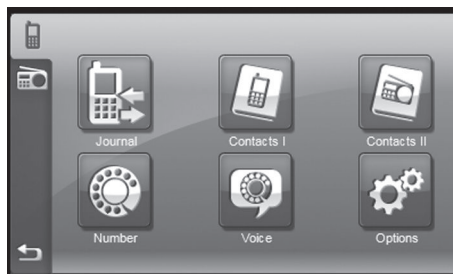 Journal
Contacts I
Contacts II
Number
Voice
Options